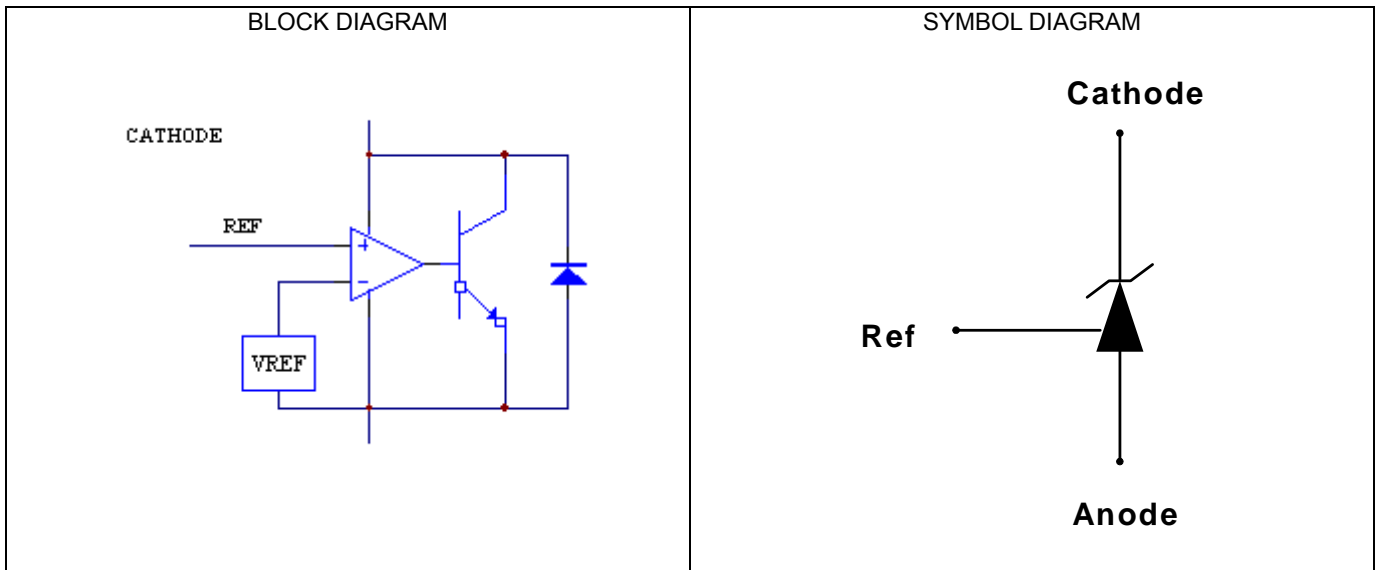 BLOCK DIAGRAM
CATHODE
REF
+
-
VREF
SYMBOL DIAGRAM
Cathode
Ref
Anode